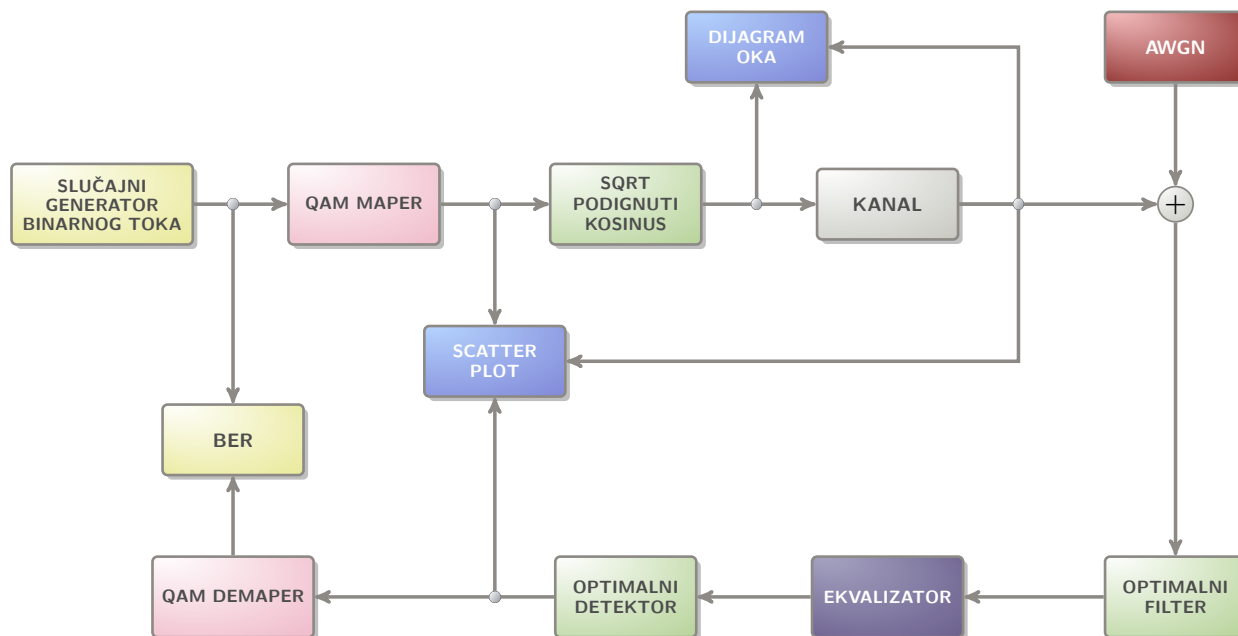 DIJAGRAM
OKA
AWGN
SLUČAJNI
GENERATOR
BINARNOG TOKA
QAM MAPER
SQRT
PODIGNUTI
KOSINUS
KANAL
+
SCATTER
PLOT
BER
QAM DEMAPER
OPTIMALNI
DETEKTOR
EKVALIZATOR
OPTIMALNI
FILTER